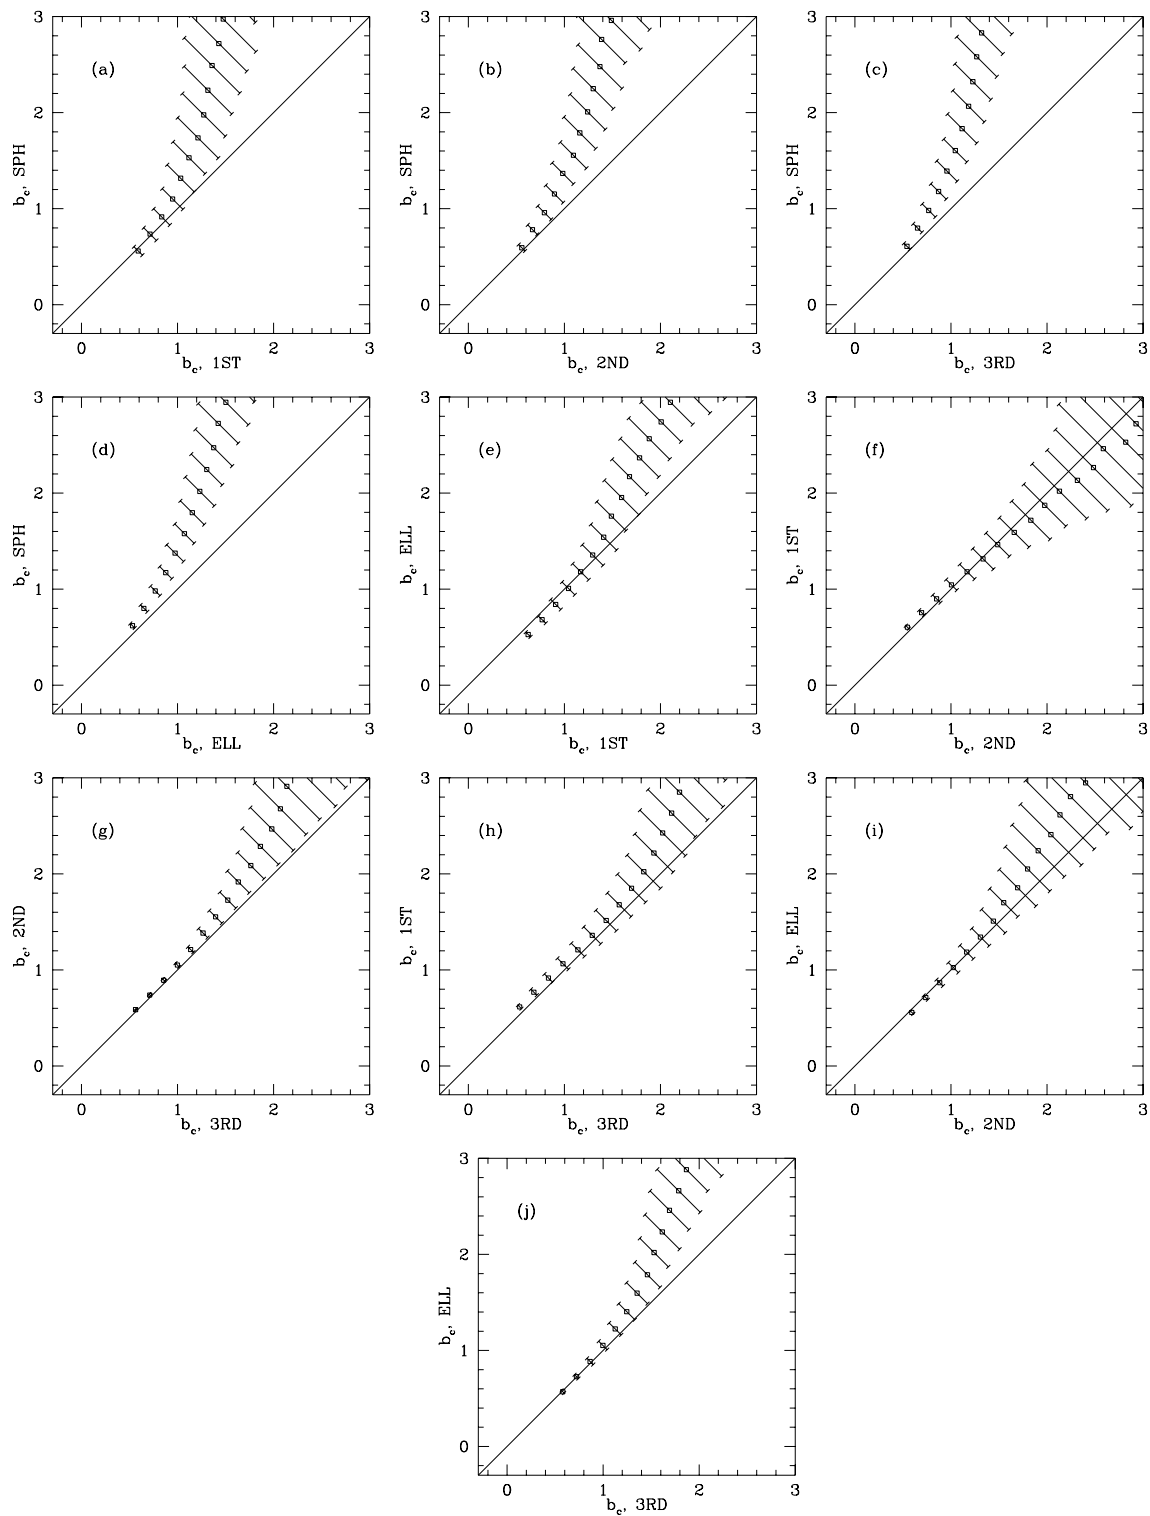 3
2
1
0
(a)
b_c, SPH
0 1 2 3
b_c, 1ST
3
2
1
0
(b)
b_c, SPH
0 1 2 3
b_c, 2ND
3
2
1
0
(c)
b_c, SPH
0 1 2 3
b_c, 3RD
3
2
1
0
(d)
b_c, SPH
0 1 2 3
b_c, ELL
3
2
1
0
(e)
b_c, ELL
0 1 2 3
b_c, 1ST
3
2
1
0
(f)
b_c, 1ST
0 1 2 3
b_c, 2ND
3
2
1
0
(g)
b_c, 2ND
0 1 2 3
b_c, 3RD
3
2
1
0
(h)
b_c, 1ST
0 1 2 3
b_c, 3RD
3
2
1
0
(i)
b_c, ELL
0 1 2 3
b_c, 2ND
3
2
1
0
(j)
b_c, ELL
0 1 2 3
b_c, 3RD